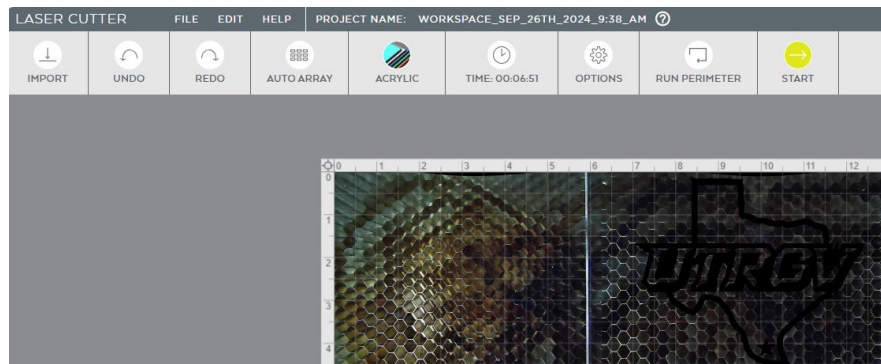 LASER CUTTER FILE EDIT HELP PROJECT NAME: WORKSPACE_SEP_26TH_2024_9:38_AM ?
IMPORT UNDO REDO AUTO ARRAY ACRYLIC TIME: 00:06:51 OPTIONS RUN PERIMETER START
0 1 2 3 4 5 6 7 8 9 10 11 12
0
1
2
UTRGV
3
4